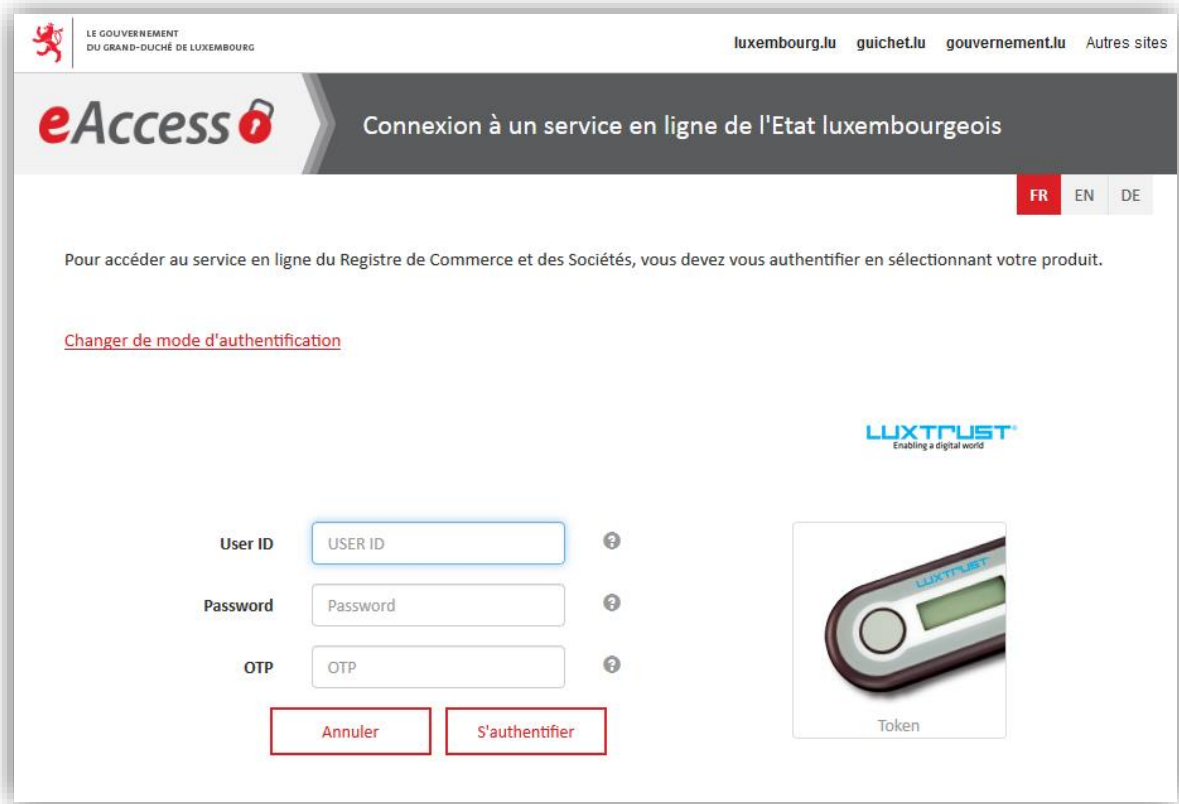 LE GOUVERNEMENT
DU GRAND-DUCHÉ DE LUXEMBOURG
luxembourg.lu guichet.lu gouvernement.lu Autres sites
eAccess
Connexion à un service en ligne de l'Etat luxembourgeois
FR EN DE
Pour accéder au service en ligne du Registre de Commerce et des Sociétés, vous devez vous authentifier en sélectionnant votre produit.
Changer de mode d'authentification
LUXTRUST®
Enabling a digital world
User ID USER ID ?
Password Password ?
OTP OTP ?
LUXTRUST
Token
Annuler S'authentifier